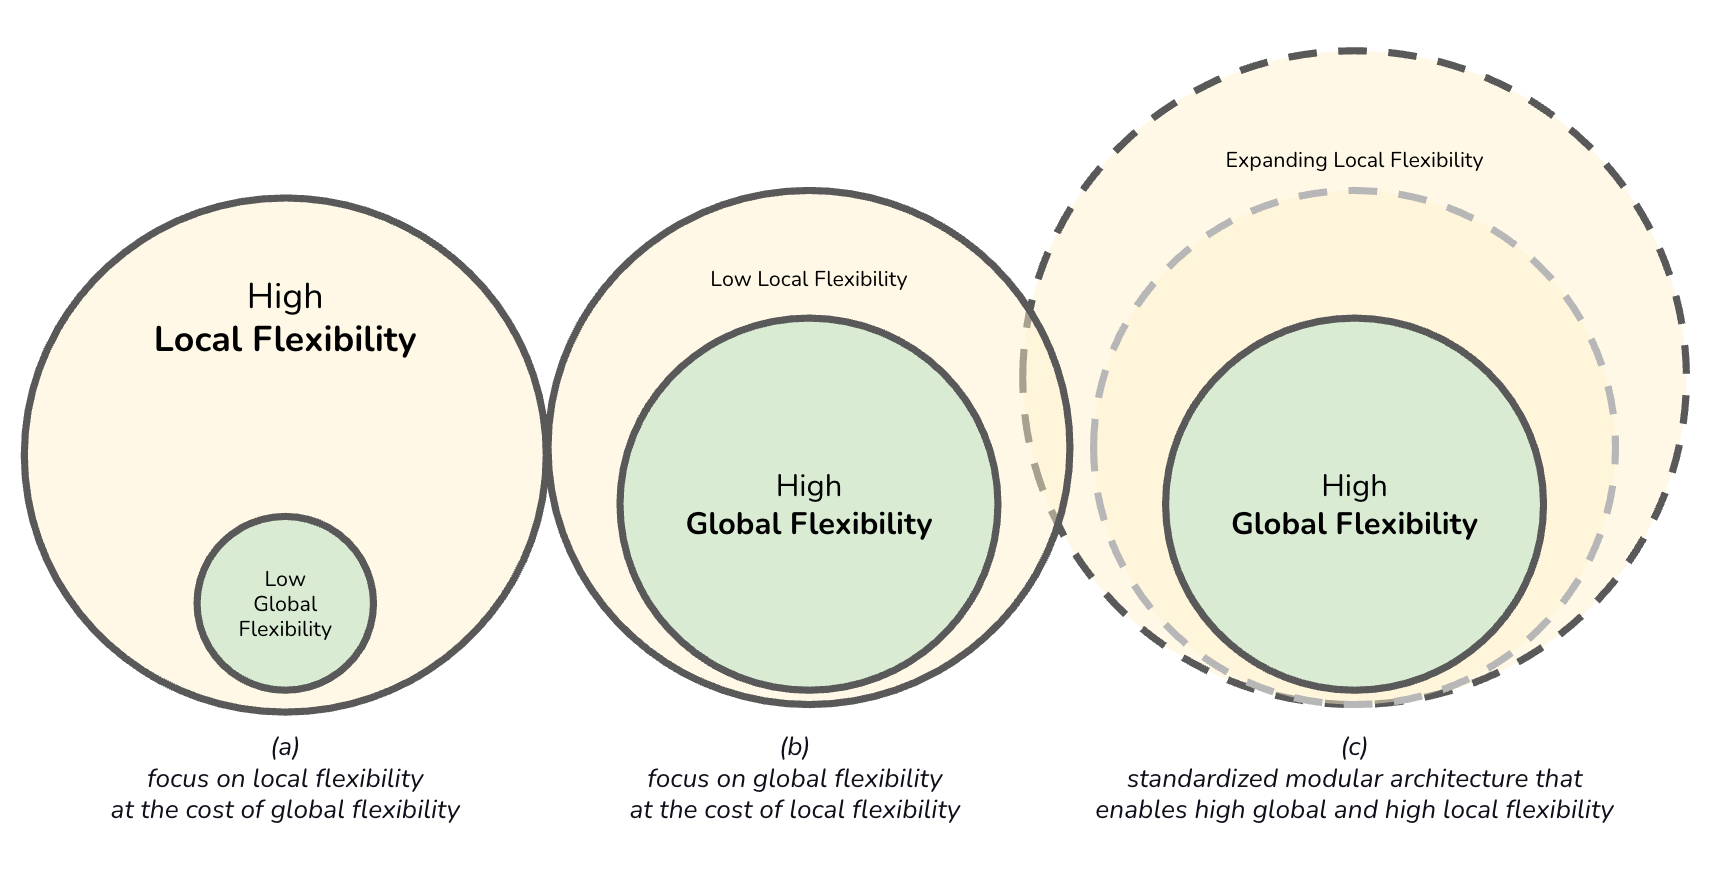 High
Local Flexibility
Low
Global
Flexibility
(a)
focus on local flexibility
at the cost of global flexibility
Low Local Flexibility
High
Global Flexibility
(b)
focus on global flexibility
at the cost of local flexibility
Expanding Local Flexibility
High
Global Flexibility
(c)
standardized modular architecture that
enables high global and high local flexibility